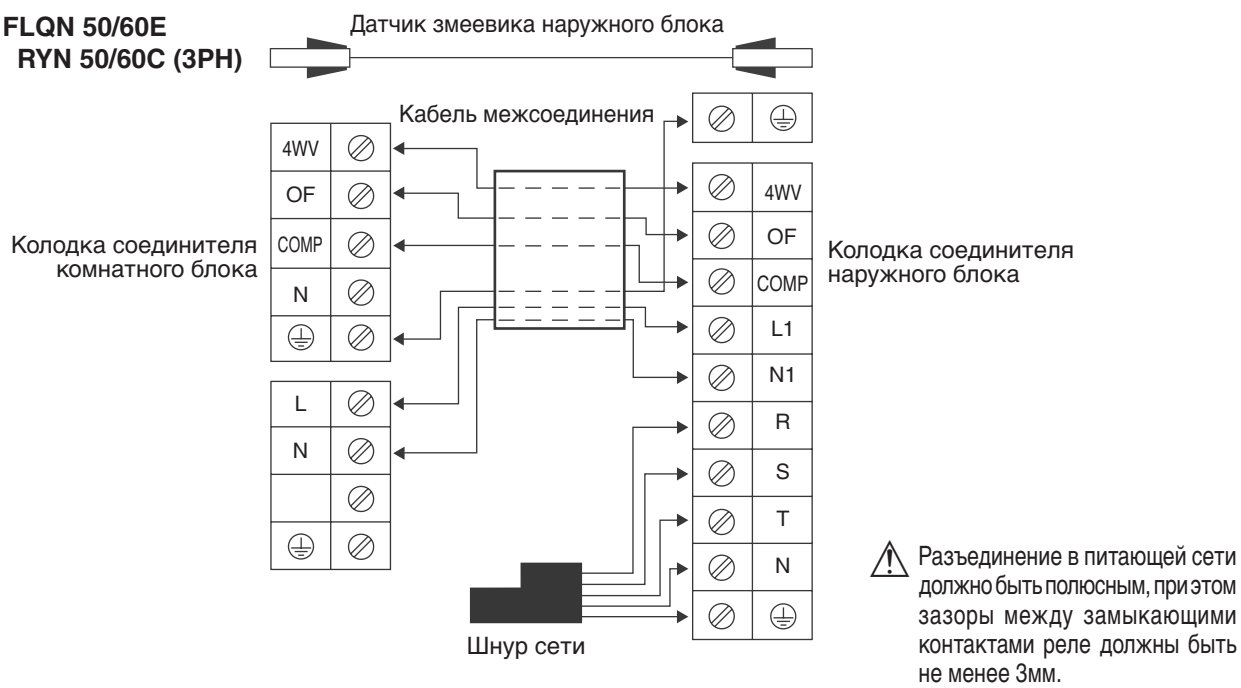 FLQN 50/60E
RYN 50/60C (3PH)
Датчик змеевика наружного блока
Кабель межсоединения
Колодка соединителя
комнатного блока
4WV
OF
COMP
N
L
N
4WV
OF
COMP
L1
N1
R
S
T
N
Колодка соединителя
наружного блока
Шнур сети
Разъединение в питающей сети
должно быть полюсным, при этом
зазоры между замыкающими
контактами реле должны быть
не менее 3мм.